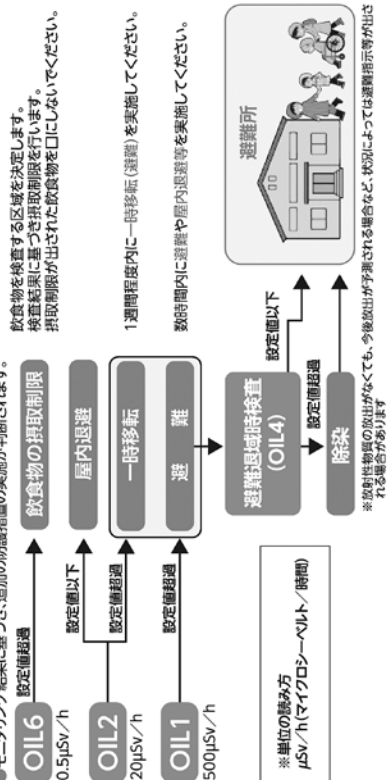 ●モニタリング結果に基づき、追加の防護措置の実施が判断されます。
OIL6
0.5μSv/h
設定値超過
飲食物の摂取制限
飲食物を検査する区域を決定します。
検査結果に基づき摂取制限を行います。
摂取制限が出された飲食物を口にしないでください。
OIL2
20μSv/h
設定値以下
屋内退避
設定値超過
一時移転
1週間程度内に一時移転(避難)を実施してください。
OIL1
500μSv/h
設定値超過
避 難
数時間内に避難や屋内退避等を実施してください。
避難退域時検査
(OIL4)
設定値以下
設定値超過
除染
避難所
※単位の読み方
μSv/h(マイクロシーベルト/時間)
※放射性物質の放出がなくても、今後放出が予測される場合など、状況によっては避難指示等が出さ
れる場合があります